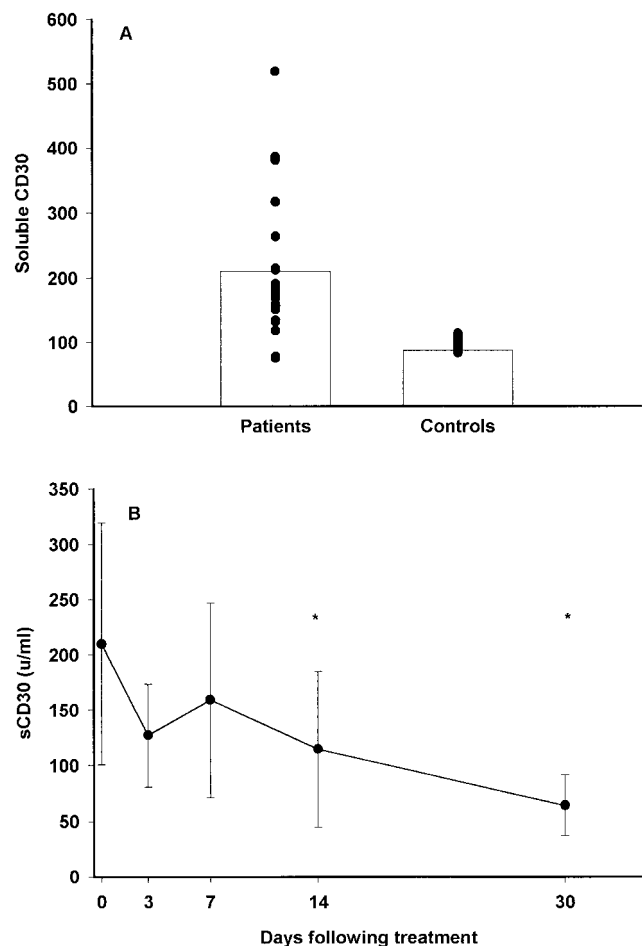 A
600
500
400
300
200
100
0
Soluble CD30
Patients Controls
B
350
300
250
200
150
100
50
0
sCD30 (u/ml)
* *
0 3 7 14 30
Days following treatment